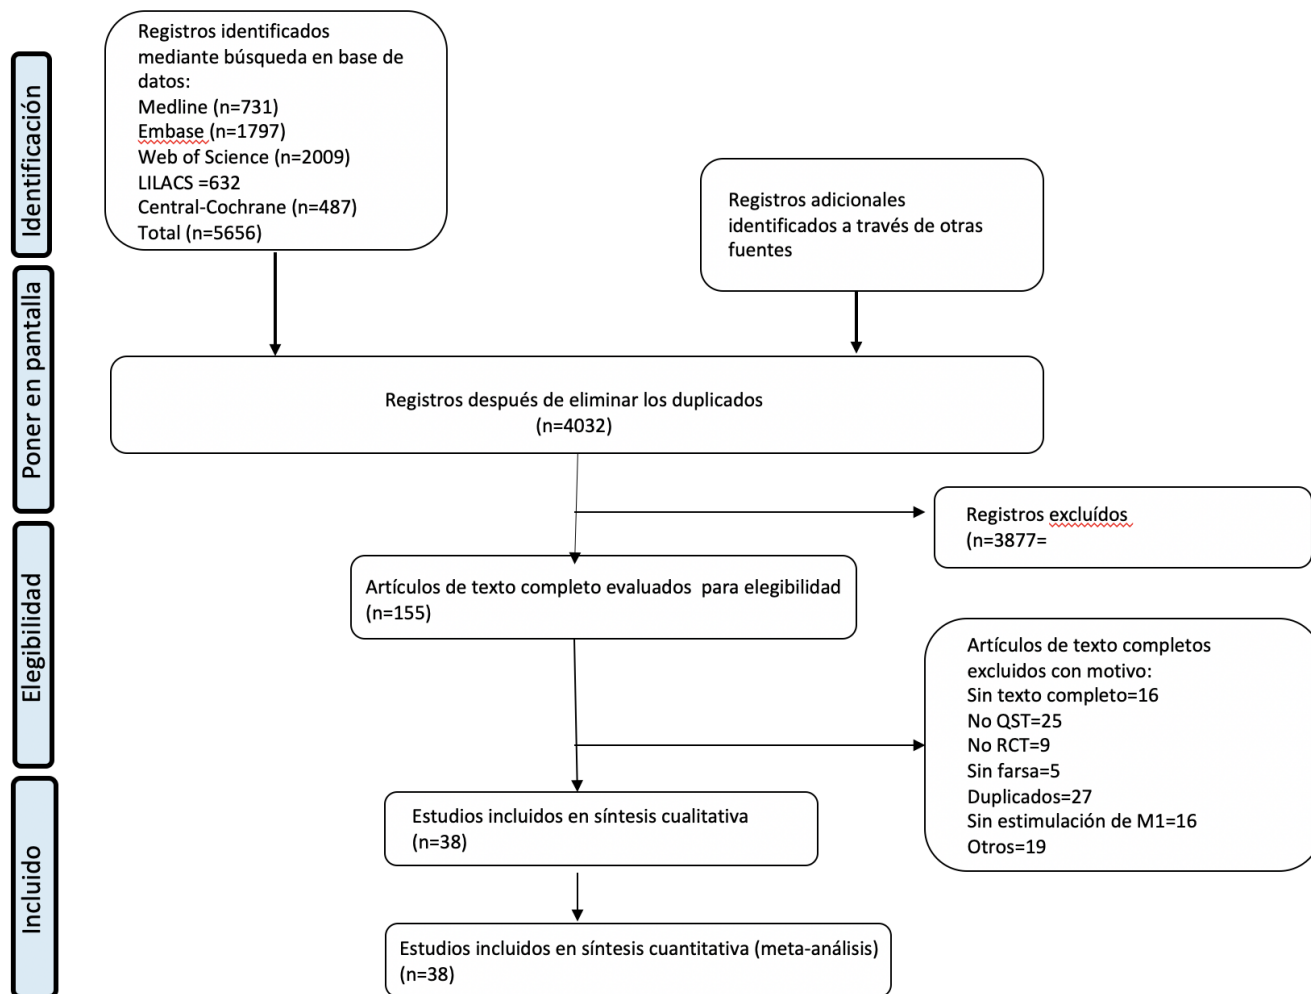 Identificación
Registros identificados
mediante búsqueda en base de
datos:
Medline (n=731)
Embase (n=1797)
Web of Science (n=2009)
LILACS =632
Central-Cochrane (n=487)
Total (n=5656)
Registros adicionales
identificados a través de otras
fuentes
Poner en pantalla
Registros después de eliminar los duplicados
(n=4032)
Registros excluídos
(n=3877=
Elegibilidad
Artículos de texto completo evaluados para elegibilidad
(n=155)
Artículos de texto completos
excluidos con motivo:
Sin texto completo=16
No QST=25
No RCT=9
Sin farsa=5
Duplicados=27
Sin estimulación de M1=16
Otros=19
Incluido
Estudios incluidos en síntesis cualitativa
(n=38)
Estudios incluidos en síntesis cuantitativa (meta-análisis)
(n=38)